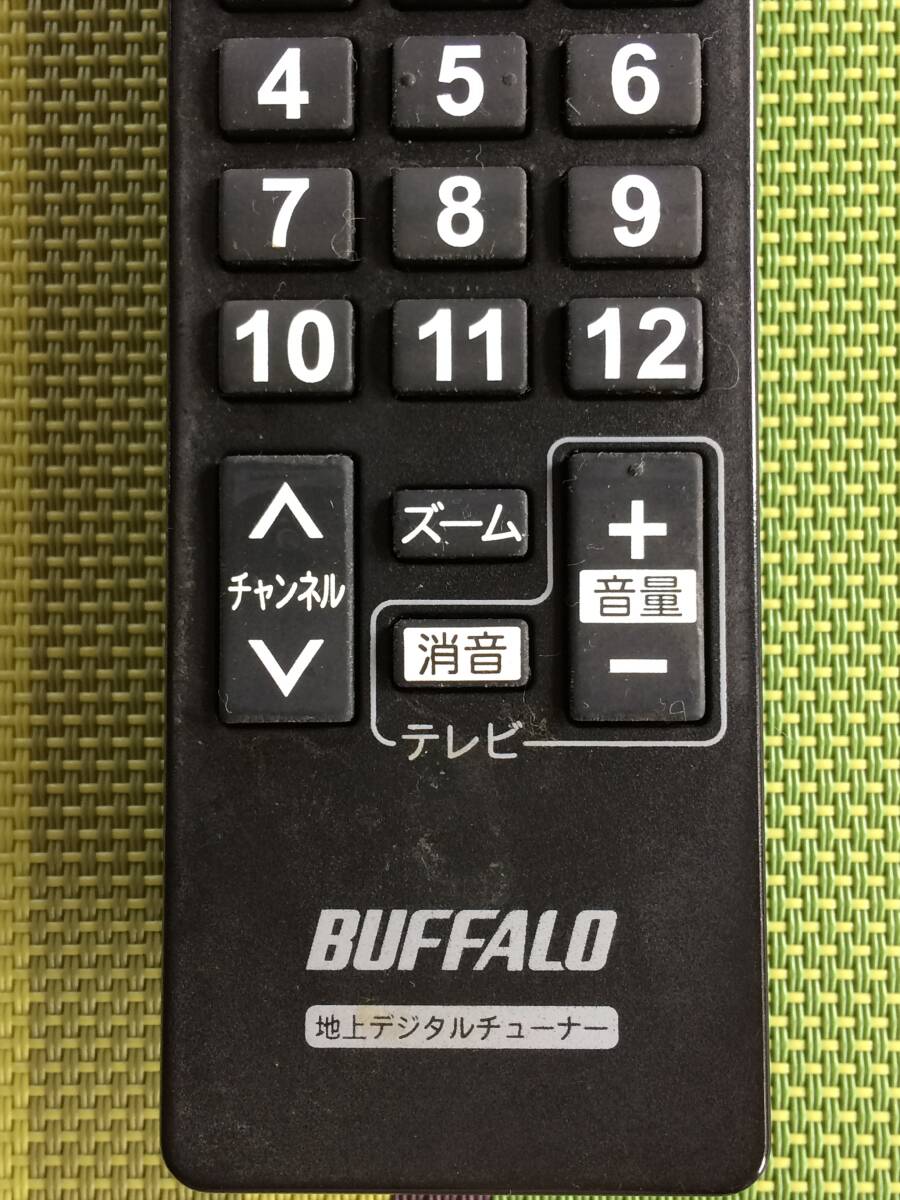 4 5 6
7 8 9
10 11 12
チャンネル
ズーム
+
音量
−
消音
テレビ
BUFFALO
地上デジタルチューナー